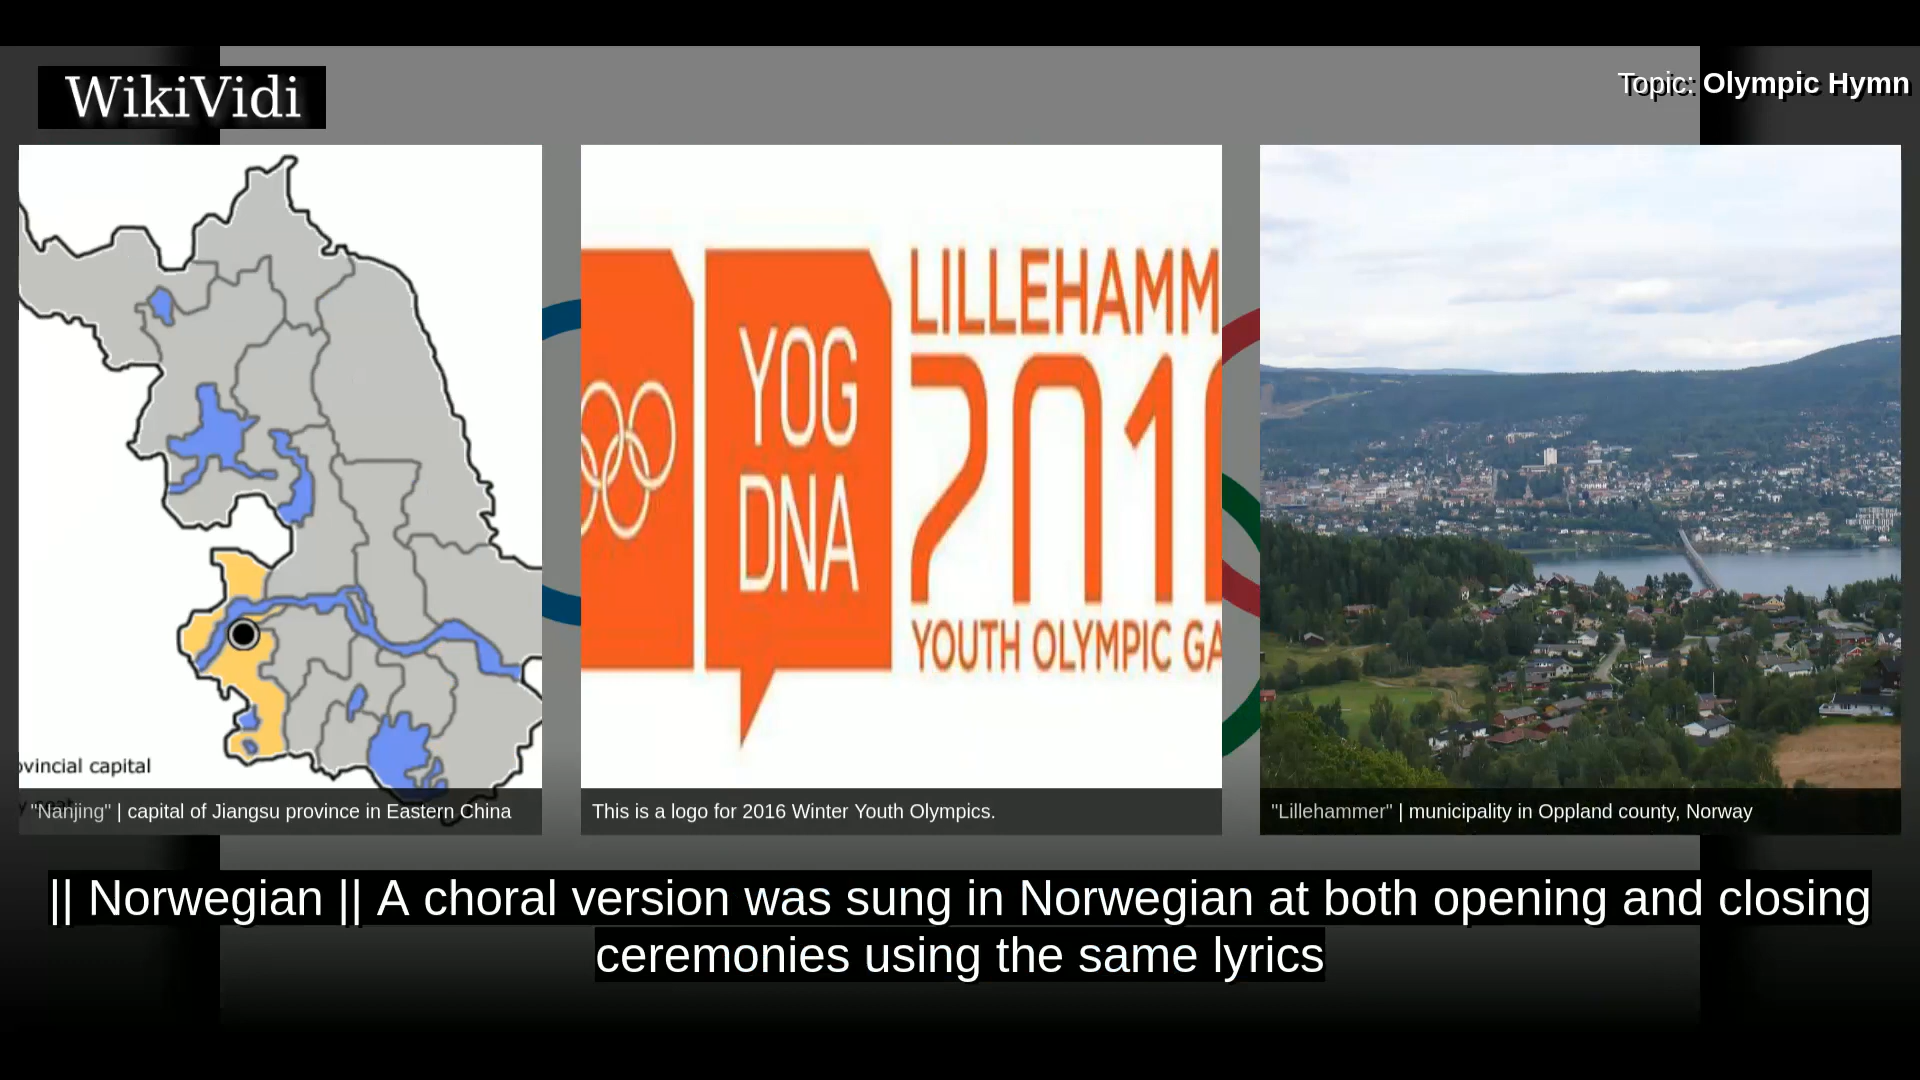 WikiVidi
Topic: Olympic Hymn
YOG
DNA
LILLEHAMM
201
YOUTH OLYMPIC GA
ovincial capital
"Nanjing" | capital of Jiangsu province in Eastern China
This is a logo for 2016 Winter Youth Olympics.
"Lillehammer" | municipality in Oppland county, Norway
|| Norwegian || A choral version was sung in Norwegian at both opening and closing
ceremonies using the same lyrics